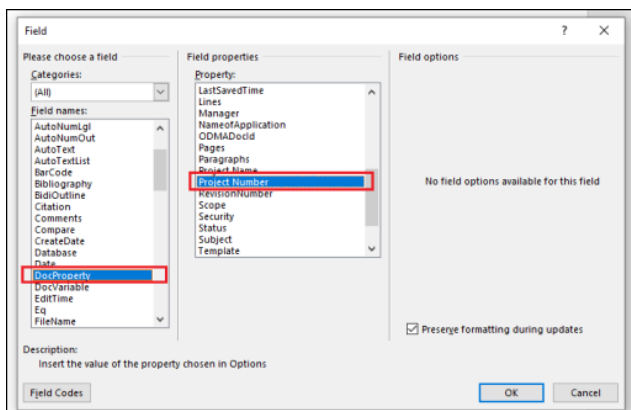 Field
? ×
Please choose a field
Categories:
(All)
Field names:
AutoNumLgl
AutoNumOut
AutoText
AutoTextList
BarCode
Bibliography
BidiOutline
Citation
Comments
Compare
CreateDate
Database
Date
DocProperty
DocVariable
EditTime
Eq
FileName
Field properties
Property:
LastSavedTime
Lines
Manager
NameofApplication
ODMADocId
Pages
Paragraphs
Project Name
Project Number
RevisionNumber
Scope
Security
Status
Subject
Template
Field options
No field options available for this field
Preserve formatting during updates
Description:
Insert the value of the property chosen in Options
Field Codes
OK
Cancel